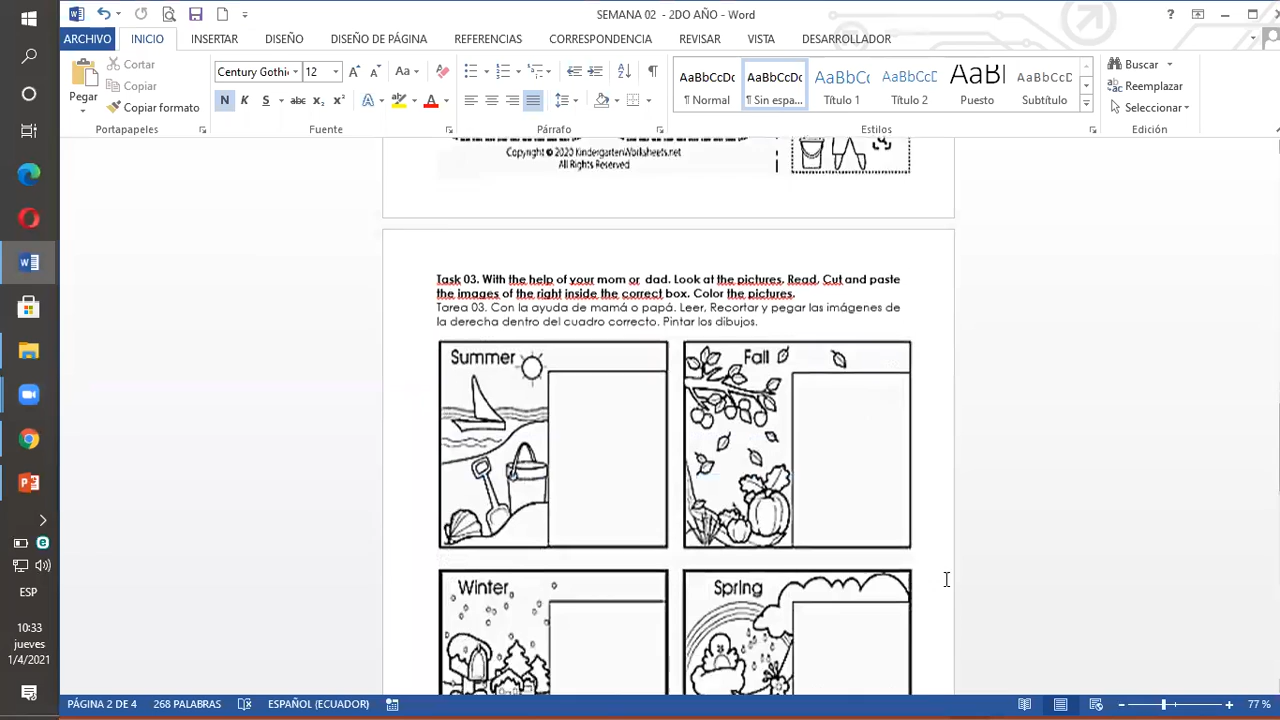 SEMANA 02 - 2DO AÑO - Word
ARCHIVO INICIO INSERTAR DISEÑO DISEÑO DE PÁGINA REFERENCIAS CORRESPONDENCIA REVISAR VISTA DESARROLLADOR
Pegar
Cortar
Copiar
Copiar formato
Portapapeles
Century Gothi 12
N K S abc x₂ x²
Fuente
Párrafo
AaBbCcDc AaBbCcDc AaBbCc AaBbCcD AaBl AaBbCcD
¶ Normal ¶ Sin espa... Título 1 Título 2 Puesto Subtítulo
Estilos
Buscar
Reemplazar
Seleccionar
Edición
Copyright © 2020 KindergartenWorksheets.net
All Rights Reserved
Task 03. With the help of your mom or dad. Look at the pictures, Read, Cut and paste
the images of the right inside the correct box. Color the pictures.
Tarea 03. Con la ayuda de mamá o papá. Leer, Recortar y pegar las imágenes de
la derecha dentro del cuadro correcto. Pintar los dibujos.
Summer
Fall
Winter
Spring
ESP
10:33
1/4/2021
PÁGINA 2 DE 4 268 PALABRAS ESPAÑOL (ECUADOR) 77 %